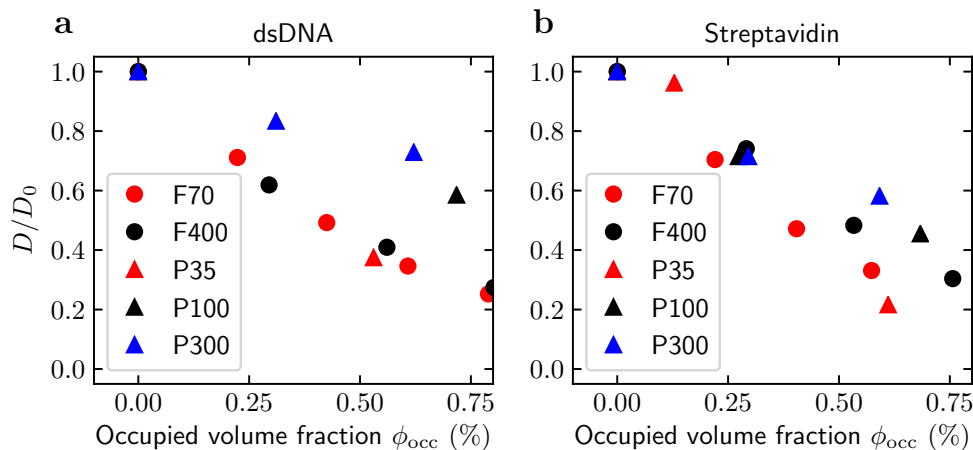 a
dsDNA
D/D₀
1.0
0.8
0.6
0.4
0.2
0.0
F70
F400
P35
P100
P300
0.00 0.25 0.50 0.75
Occupied volume fraction ϕ_occ (%)
b
Streptavidin
1.0
0.8
0.6
0.4
0.2
0.0
F70
F400
P35
P100
P300
0.00 0.25 0.50 0.75
Occupied volume fraction ϕ_occ (%)